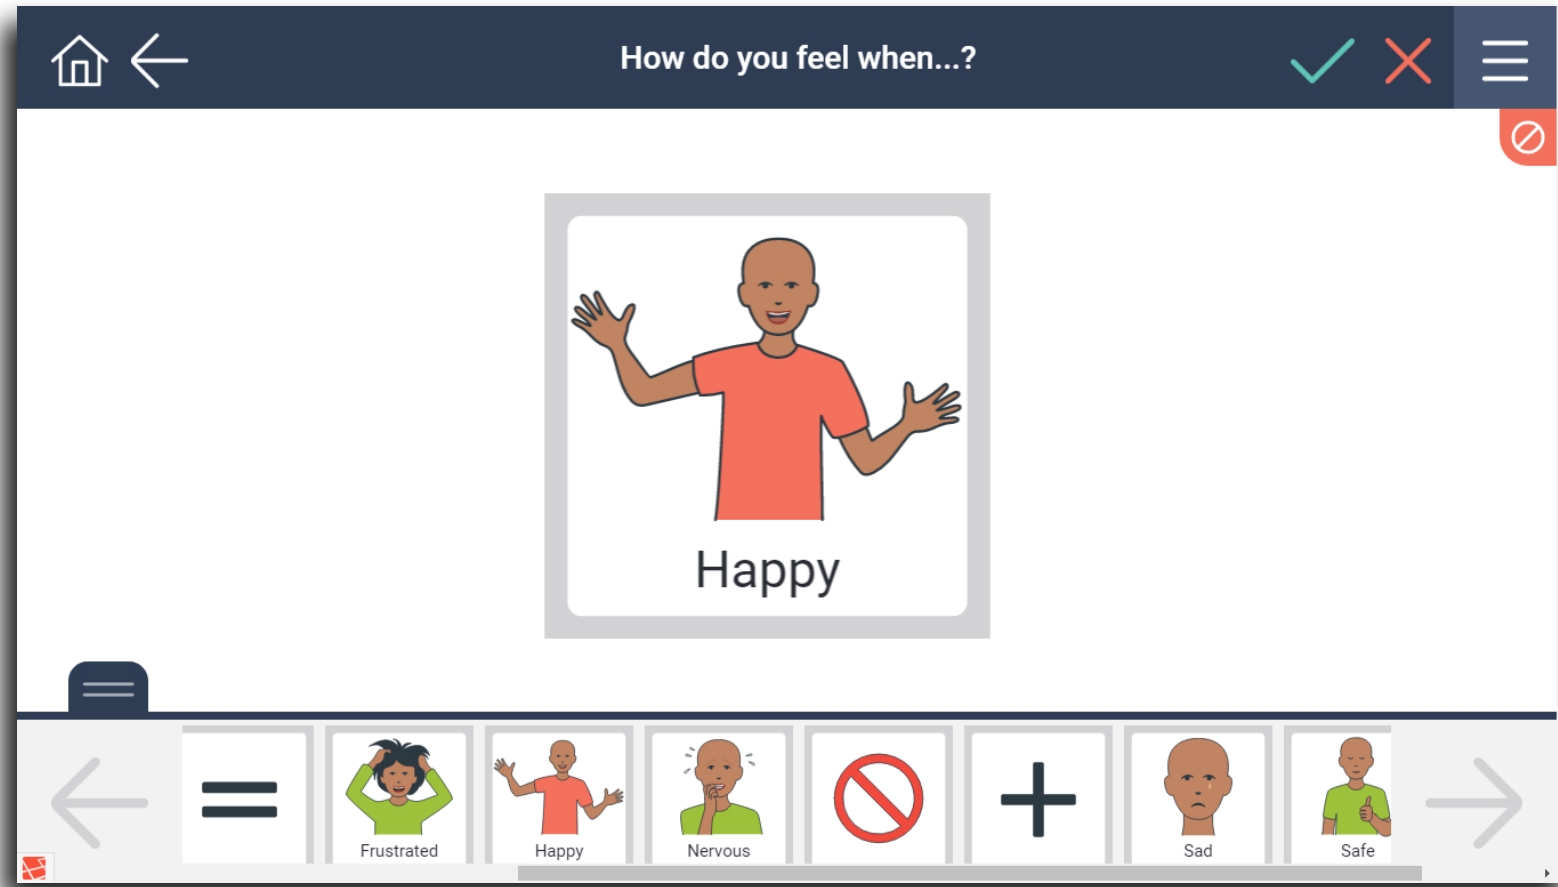 How do you feel when...?
Happy
Frustrated
Happy
Nervous
Sad
Safe